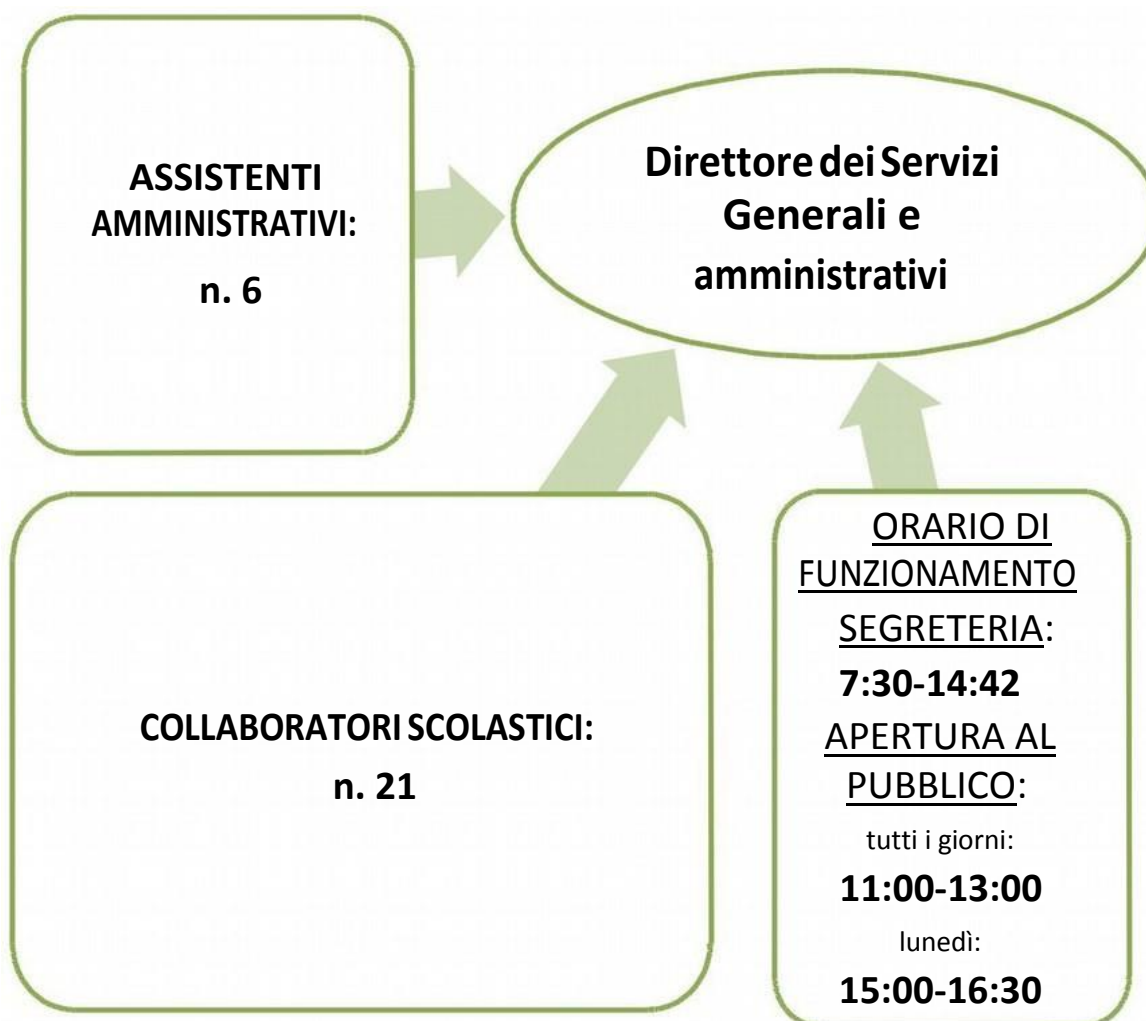 ASSISTENTI
AMMINISTRATIVI:
n. 6
Direttore dei Servizi
Generali e
amministrativi
COLLABORATORI SCOLASTICI:
n. 21
ORARIO DI
FUNZIONAMENTO
SEGRETERIA:
7:30-14:42
APERTURA AL
PUBBLICO:
tutti i giorni:
11:00-13:00
lunedì:
15:00-16:30